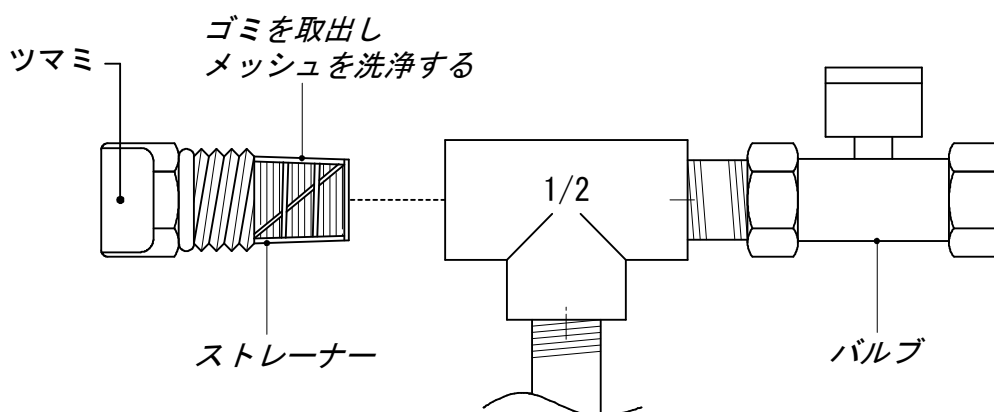 ゴミを取出し
メッシュを洗浄する
ツマミ
1/2
ストレーナー
バルブ